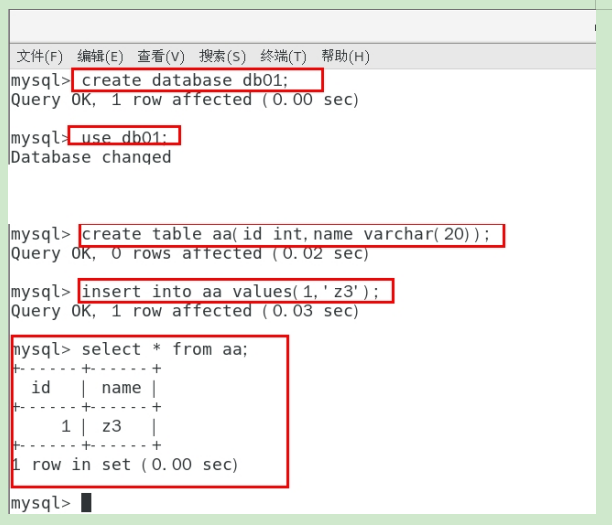 文件(F) 编辑(E) 查看(V) 搜索(S) 终端(T) 帮助(H)
mysql> create database db01;
Query OK, 1 row affected (0.00 sec)
mysql> use db01;
Database changed
mysql> create table aa(id int,name varchar(20));
Query OK, 0 rows affected (0.02 sec)
mysql> insert into aa values(1,'z3');
Query OK, 1 row affected (0.03 sec)
mysql> select * from aa;
+------+------+
id | name |
+------+------+
1 | z3 |
+------+------+
1 row in set (0.00 sec)
mysql>